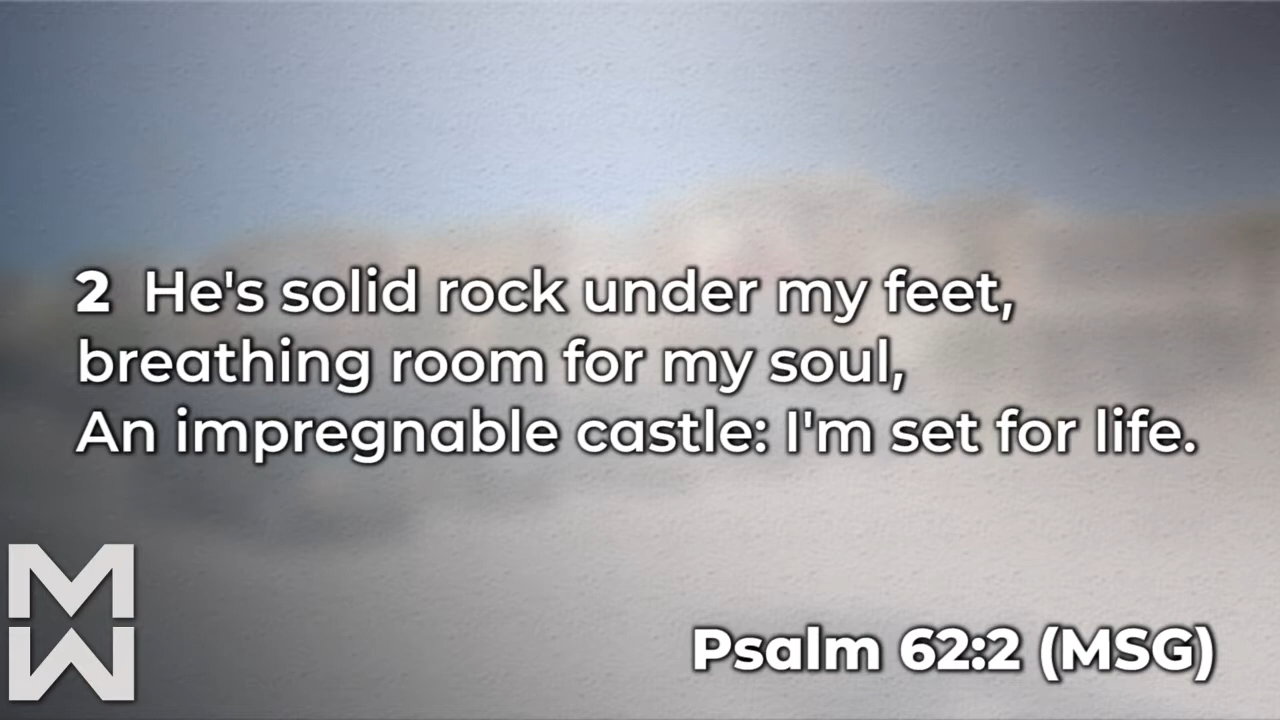 2 He's solid rock under my feet,
breathing room for my soul,
An impregnable castle: I'm set for life.
M
W
Psalm 62:2 (MSG)